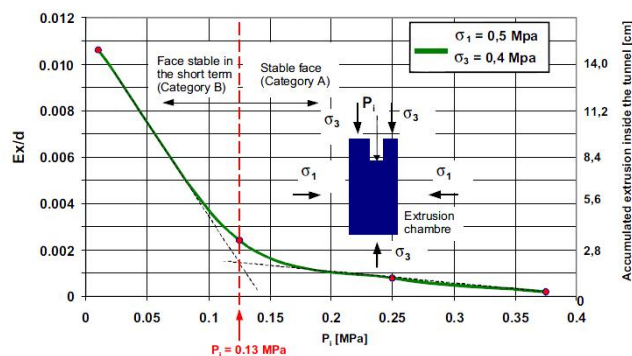 0.012
0.01
0.008
0.006
0.004
0.002
0
Ex/d
Face stable in
the short term
(Category B)
Stable face
(Category A)
σ1 = 0,5 Mpa
σ3 = 0,4 Mpa
Pi
σ3
σ3
σ1
σ1
Extrusion
chambre
σ3
14,0
11,2
8,4
5,6
2,8
0
Accumulated extrusion inside the tunnel [cm]
0 0.05 0.1 0.15 0.2 0.25 0.3 0.35 0.4
Pi [MPa]
Pi = 0.13 MPa